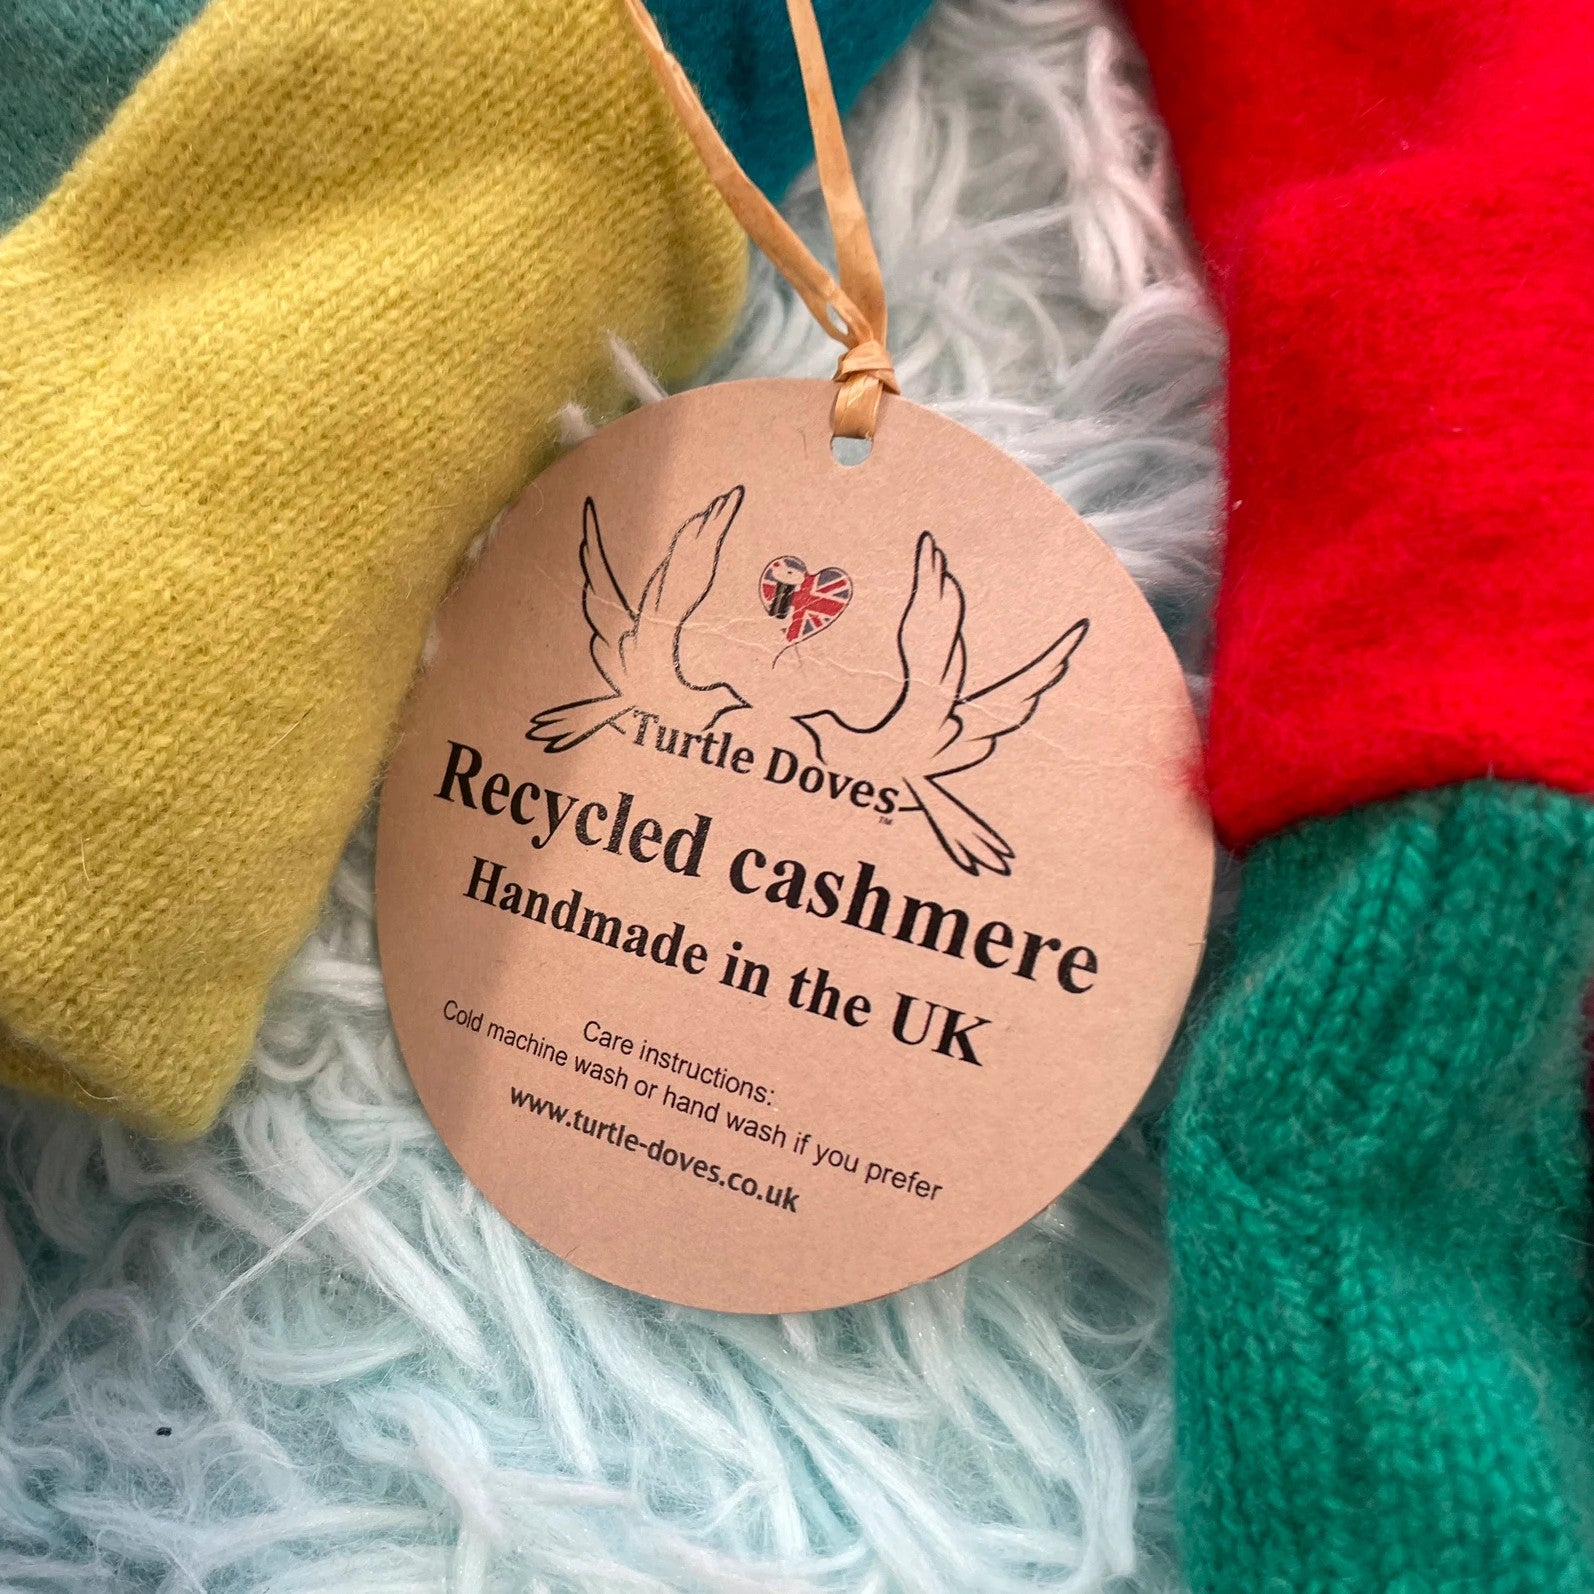 Turtle Doves™
Recycled cashmere
Handmade in the UK
Care instructions:
Cold machine wash or hand wash if you prefer
www.turtle-doves.co.uk